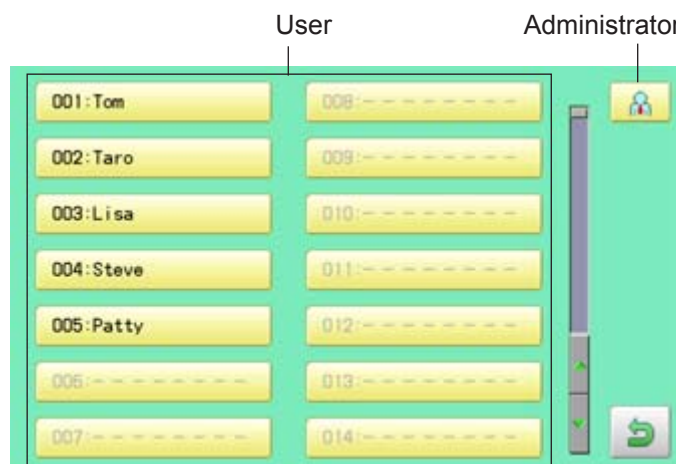 User
Administrator
001:Tom
002:Taro
003:Lisa
004:Steve
005:Patty
006:--------
007:--------
008:--------
009:--------
010:--------
011:--------
012:--------
013:--------
014:--------